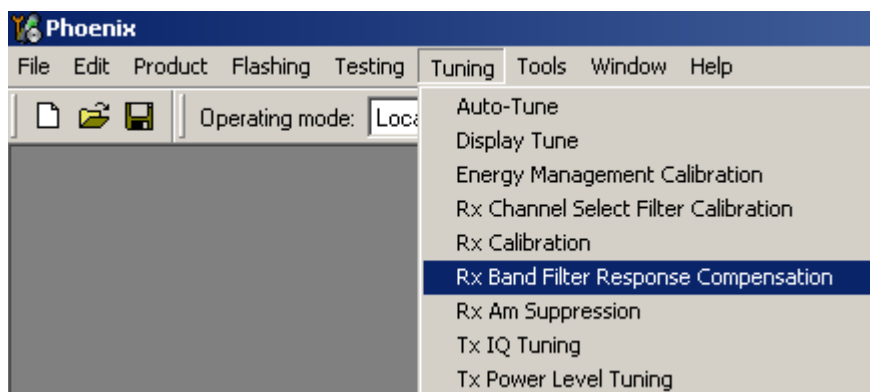 Phoenix
File Edit Product Flashing Testing Tuning Tools Window Help
Operating mode:
Auto-Tune
Display Tune
Energy Management Calibration
Rx Channel Select Filter Calibration
Rx Calibration
Rx Band Filter Response Compensation
Rx Am Suppression
Tx IQ Tuning
Tx Power Level Tuning